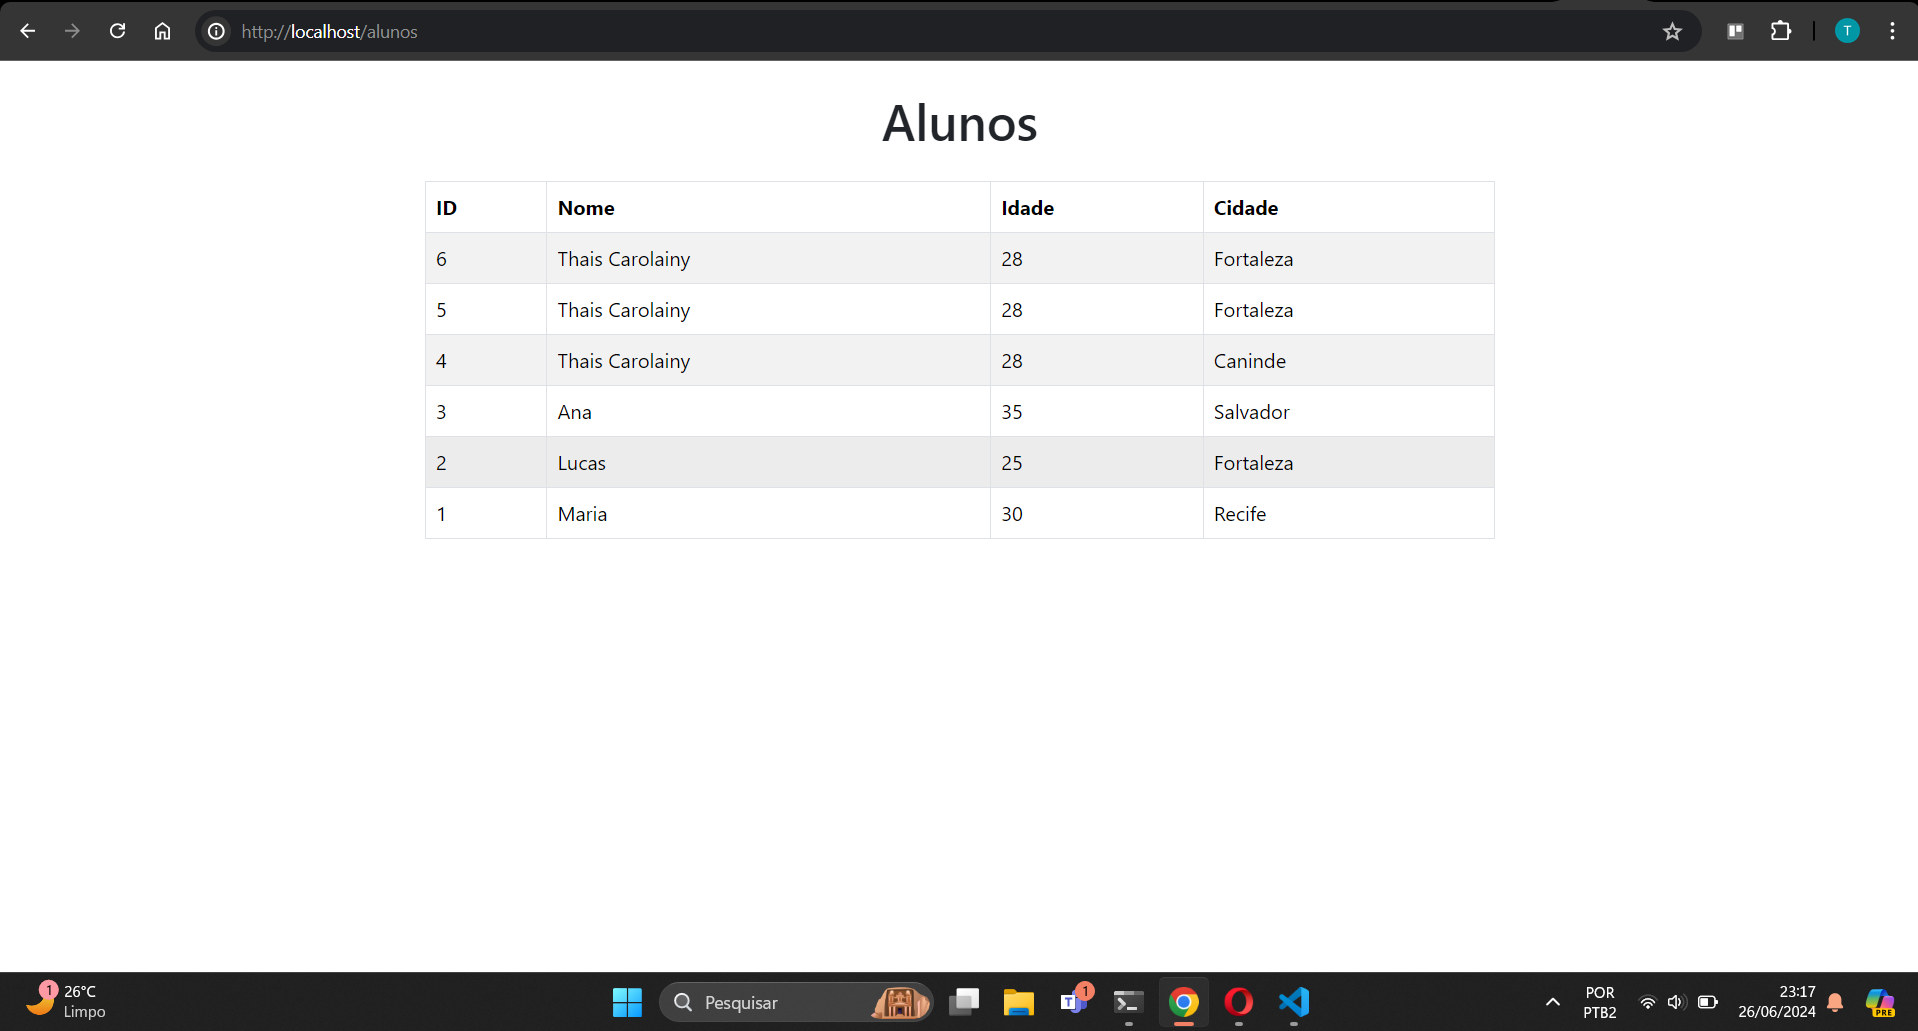 http://localhost/alunos
T
Alunos
ID Nome Idade Cidade
6 Thais Carolainy 28 Fortaleza
5 Thais Carolainy 28 Fortaleza
4 Thais Carolainy 28 Caninde
3 Ana 35 Salvador
2 Lucas 25 Fortaleza
1 Maria 30 Recife
1
26°C
Limpo
Pesquisar
T
1
POR
PTB2
23:17
26/06/2024
PRE